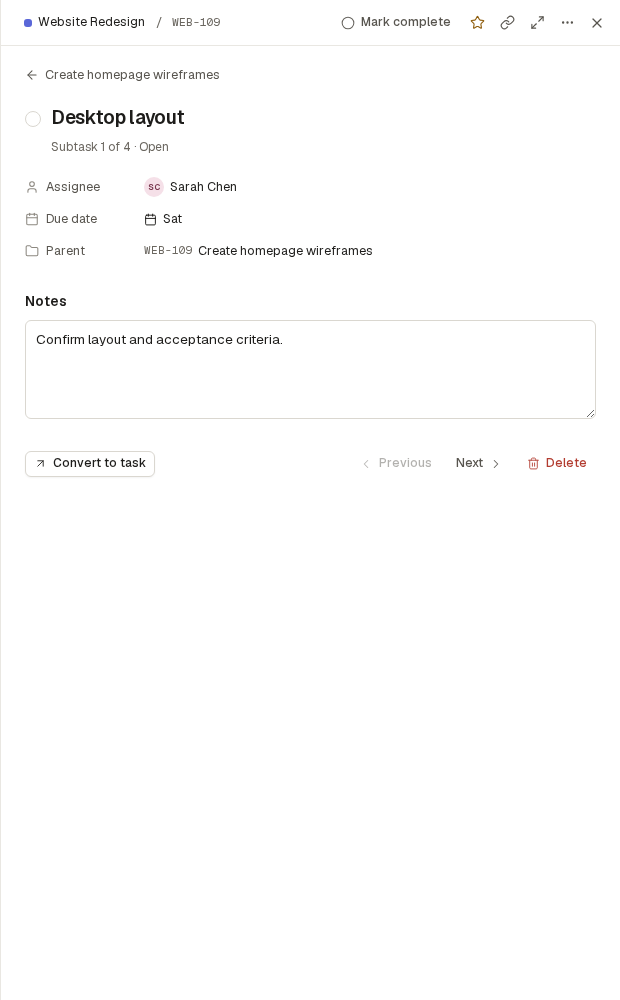 Website Redesign / WEB-109 Mark complete
Create homepage wireframes
Desktop layout
Subtask 1 of 4 · Open
Assignee SC Sarah Chen
Due date Sat
Parent WEB-109 Create homepage wireframes
Notes
Confirm layout and acceptance criteria.
Convert to task Previous Next Delete